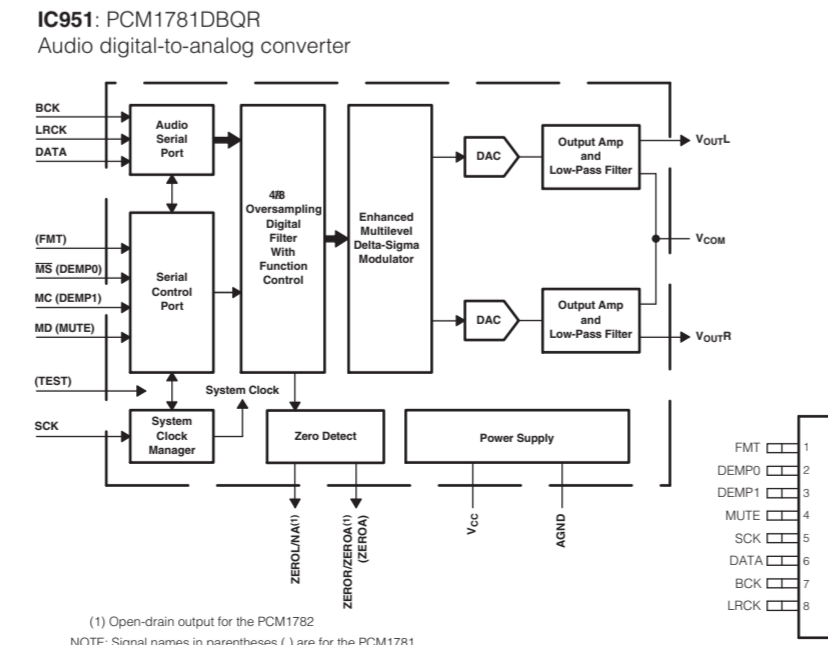 IC951: PCM1781DBQR
Audio digital-to-analog converter
BCK
LRCK
DATA
Audio
Serial
Port
(FMT)
MS (DEMP0)
MC (DEMP1)
MD (MUTE)
Serial
Control
Port
(TEST)
SCK
System
Clock
Manager
System Clock
Oversampling
Digital
Filter
With
Function
Control
Enhanced
Multilevel
Delta-Sigma
Modulator
DAC
Output Amp
and
Low-Pass Filter
VOUTL
VCOM
DAC
Output Amp
and
Low-Pass Filter
VOUTR
Zero Detect
Power Supply
ZEROL/NA(1)
ZEROR/ZEROA(1)
(ZEROA)
VCC
AGND
(1) Open-drain output for the PCM1782
NOTE: Signal names in parentheses ( ) are for the PCM1781
FMT 1
DEMP0 2
DEMP1 3
MUTE 4
SCK 5
DATA 6
BCK 7
LRCK 8